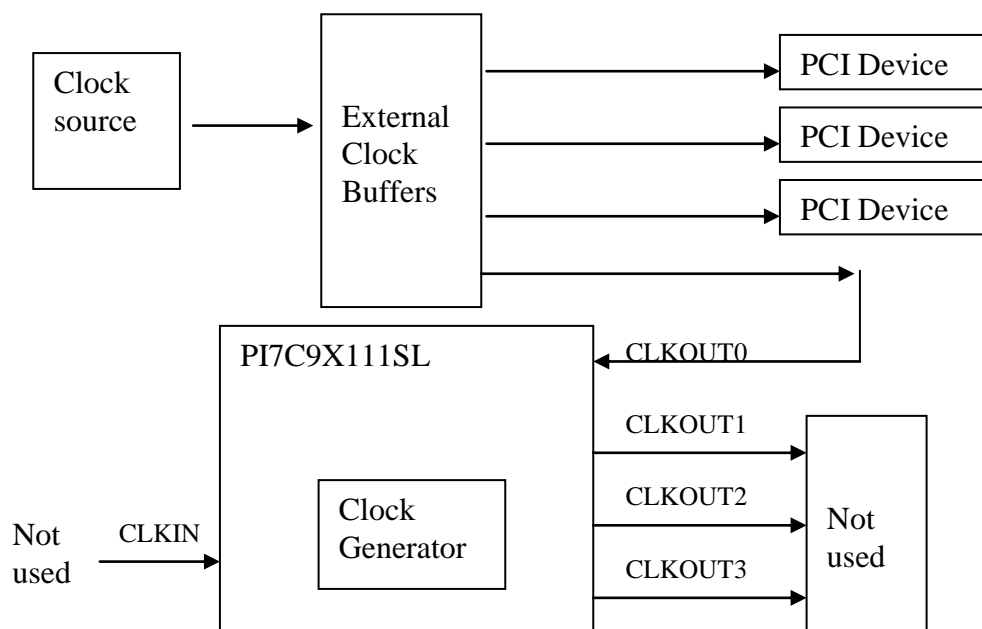 Clock
source
External
Clock
Buffers
PCI Device
PCI Device
PCI Device
PI7C9X111SL
CLKOUT0
CLKOUT1
CLKOUT2
CLKOUT3
Clock
Generator
Not
used
CLKIN
Not
used